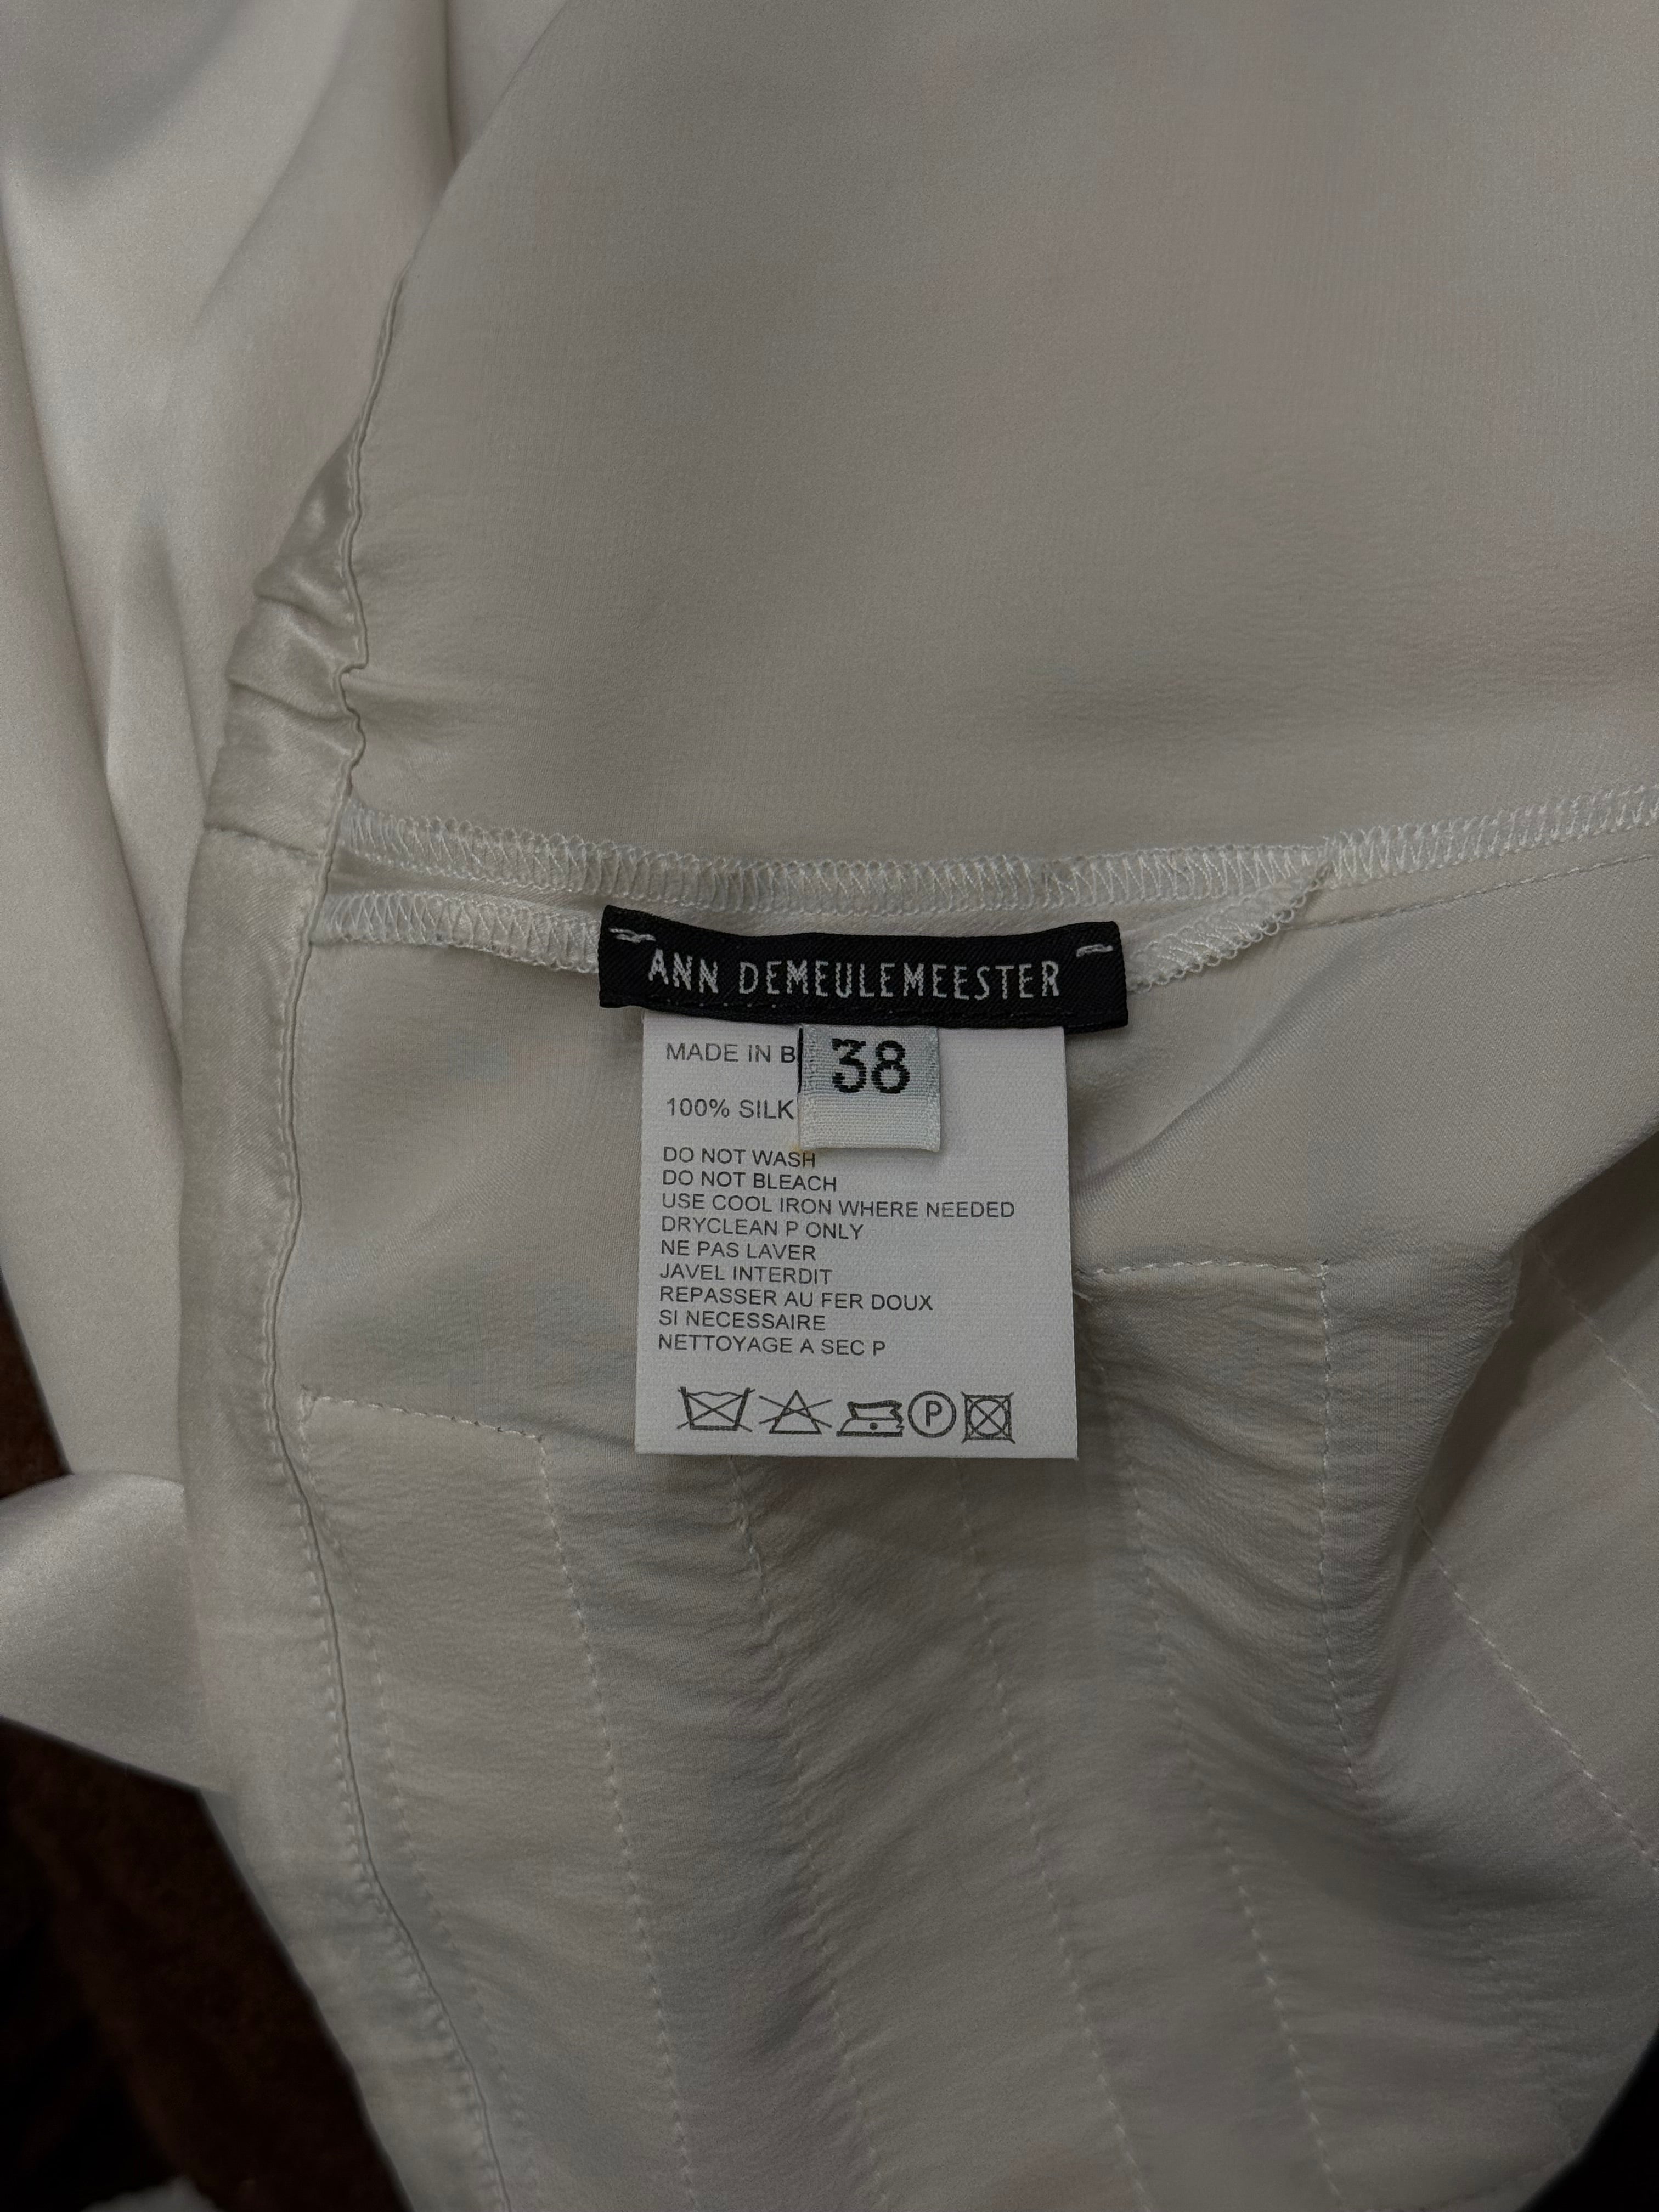 ANN DEMEULEMEESTER
MADE IN B
38
100% SILK
DO NOT WASH
DO NOT BLEACH
USE COOL IRON WHERE NEEDED
DRYCLEAN P ONLY
NE PAS LAVER
JAVEL INTERDIT
REPASSER AU FER DOUX
SI NECESSAIRE
NETTOYAGE A SEC P
P